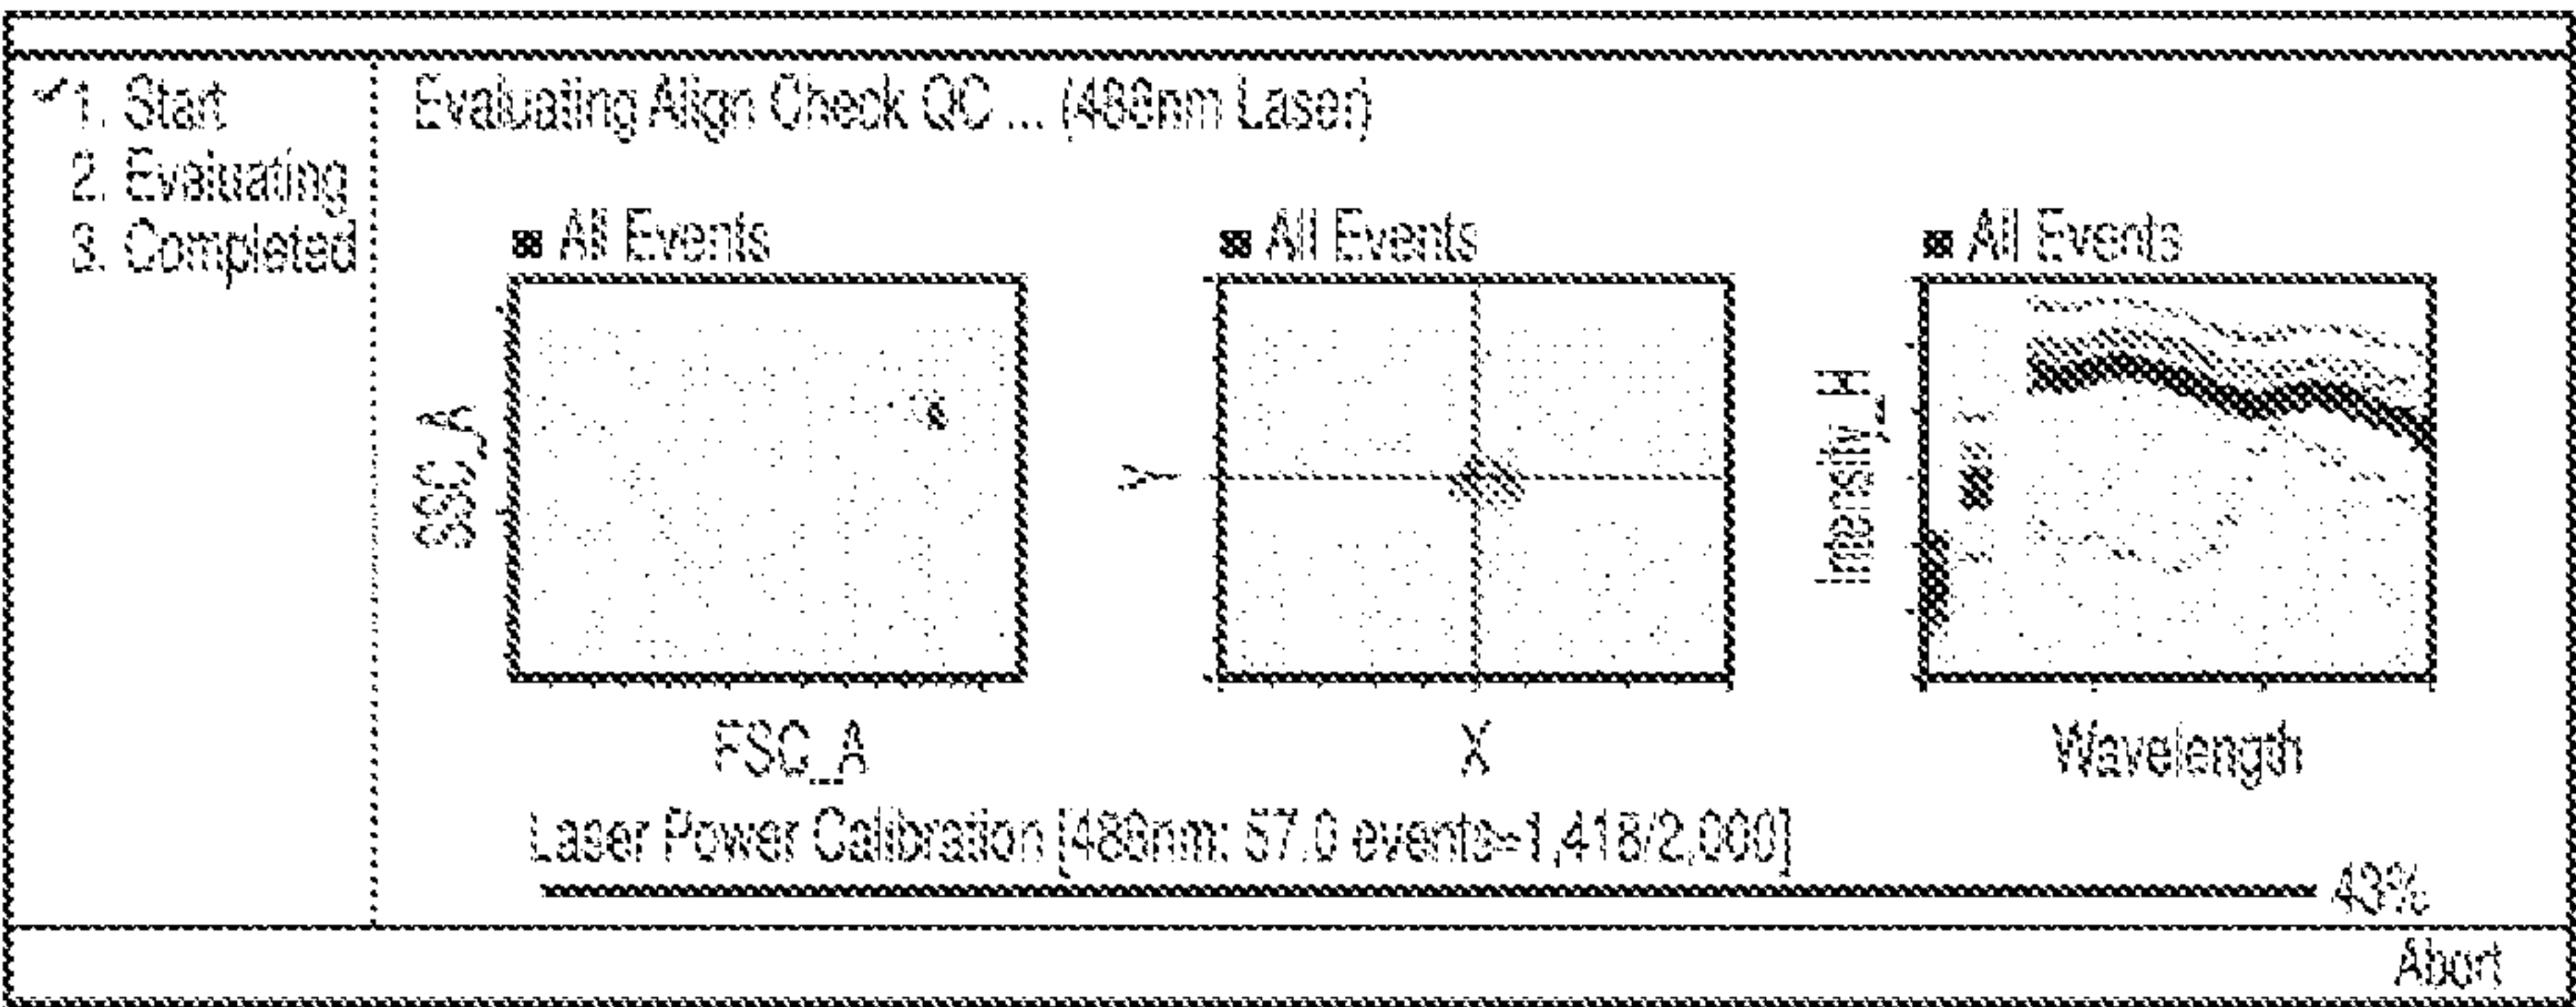 ✓1. Start
2. Evaluating
3. Completed
Evaluating Align Check QC ... (488nm Laser)
All Events
SSC_A
FSC_A
All Events
Y
X
All Events
Intensity_H
Wavelength
Laser Power Calibration [488nm: 57.0 events=1,418/2,000]
43%
Abort